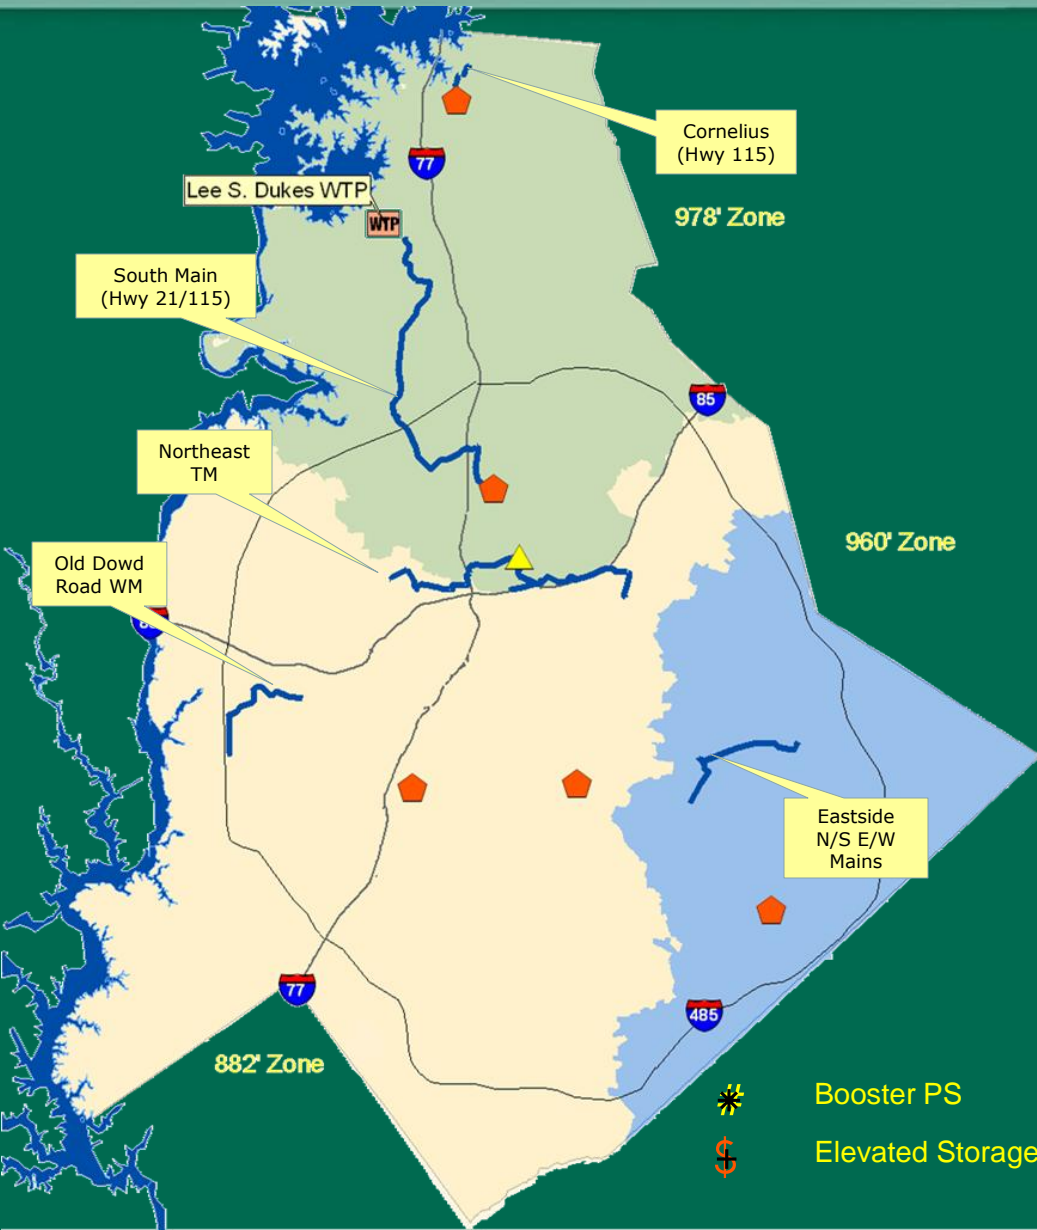 Cornelius
(Hwy 115)
77
Lee S. Dukes WTP
WTP
978' Zone
South Main
(Hwy 21/115)
85
Northeast
TM
960' Zone
Old Dowd
Road WM
Eastside
N/S E/W
Mains
77
485
882' Zone
Booster PS
Elevated Storage